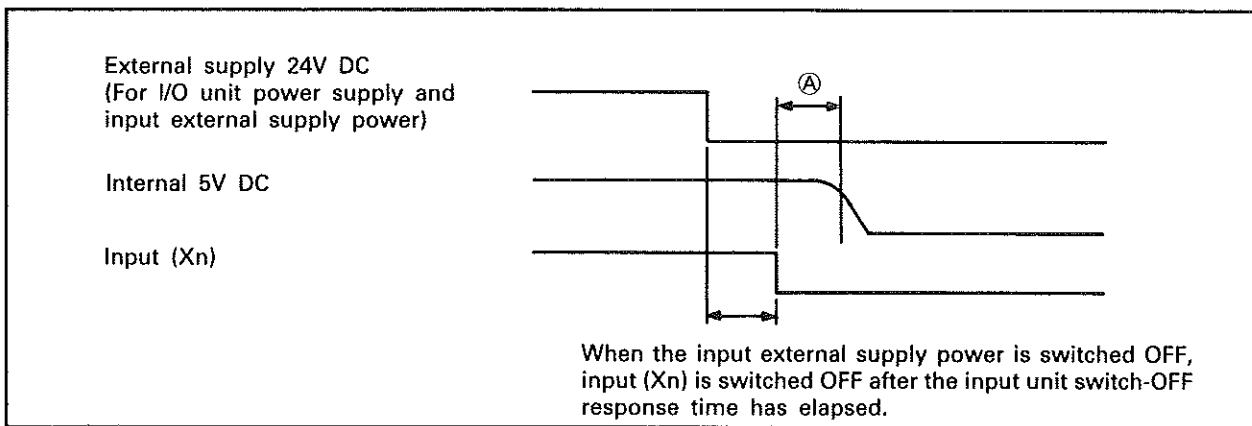 External supply 24V DC
(For I/O unit power supply and
input external supply power)
Ⓐ
Internal 5V DC
Input (Xn)
When the input external supply power is switched OFF,
input (Xn) is switched OFF after the input unit switch-OFF
response time has elapsed.